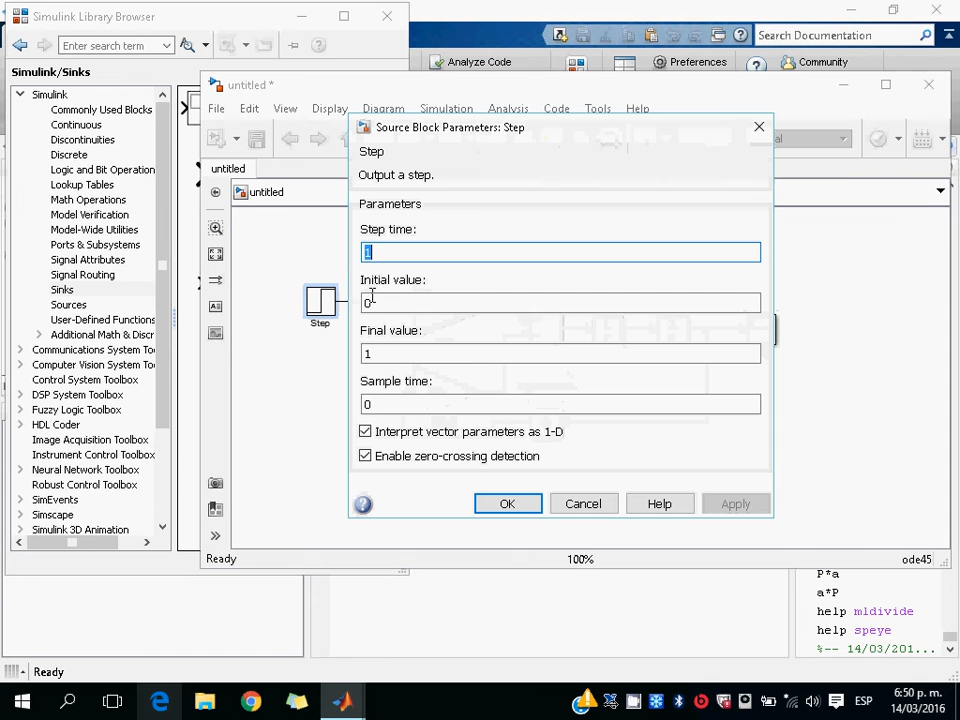 Simulink Library Browser
Enter search term
Simulink/Sinks
Simulink
Commonly Used Blocks
Continuous
Discontinuities
Discrete
Logic and Bit Operation
Lookup Tables
Math Operations
Model Verification
Model-Wide Utilities
Ports & Subsystems
Signal Attributes
Signal Routing
Sinks
Sources
User-Defined Functions
Additional Math & Discr
Communications System To
Computer Vision System To
Control System Toolbox
DSP System Toolbox
Fuzzy Logic Toolbox
HDL Coder
Image Acquisition Toolbox
Instrument Control Toolbox
Neural Network Toolbox
Robust Control Toolbox
SimEvents
Simscape
Simulink 3D Animation
Search Documentation
Analyze Code
Preferences
Community
untitled *
File Edit View Display Diagram Simulation Analysis Code Tools Help
untitled
untitled
Step
Source Block Parameters: Step
Step
Output a step.
Parameters
Step time:
1
Initial value:
0
Final value:
1
Sample time:
0
Interpret vector parameters as 1-D
Enable zero-crossing detection
OK Cancel Help Apply
Ready 100% ode45
P*a
a*P
help mldivide
help speye
%-- 14/03/201...
Ready
ESP
6:50 p. m.
14/03/2016